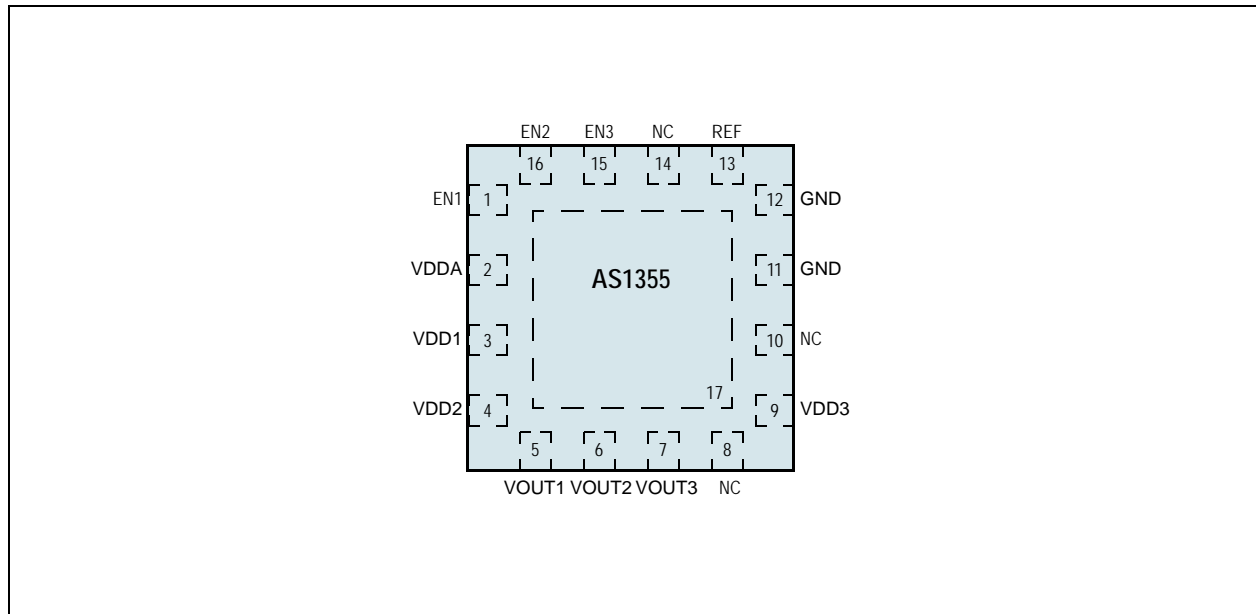 EN2 EN3 NC REF
16 15 14 13
EN1 1 12 GND
VDDA 2 AS1355 11 GND
VDD1 3 10 NC
17
VDD2 4 9 VDD3
5 6 7 8
VOUT1 VOUT2 VOUT3 NC